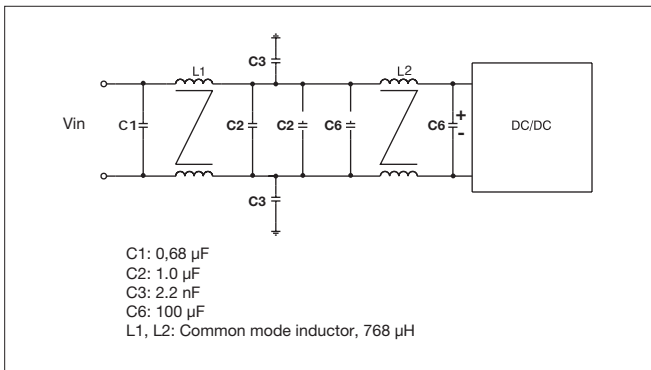 C3
L1
L2
Vin
C1
C2
C2
C6
C6
+
-
DC/DC
C3
C1: 0,68 µF
C2: 1.0 µF
C3: 2.2 nF
C6: 100 µF
L1, L2: Common mode inductor, 768 µH